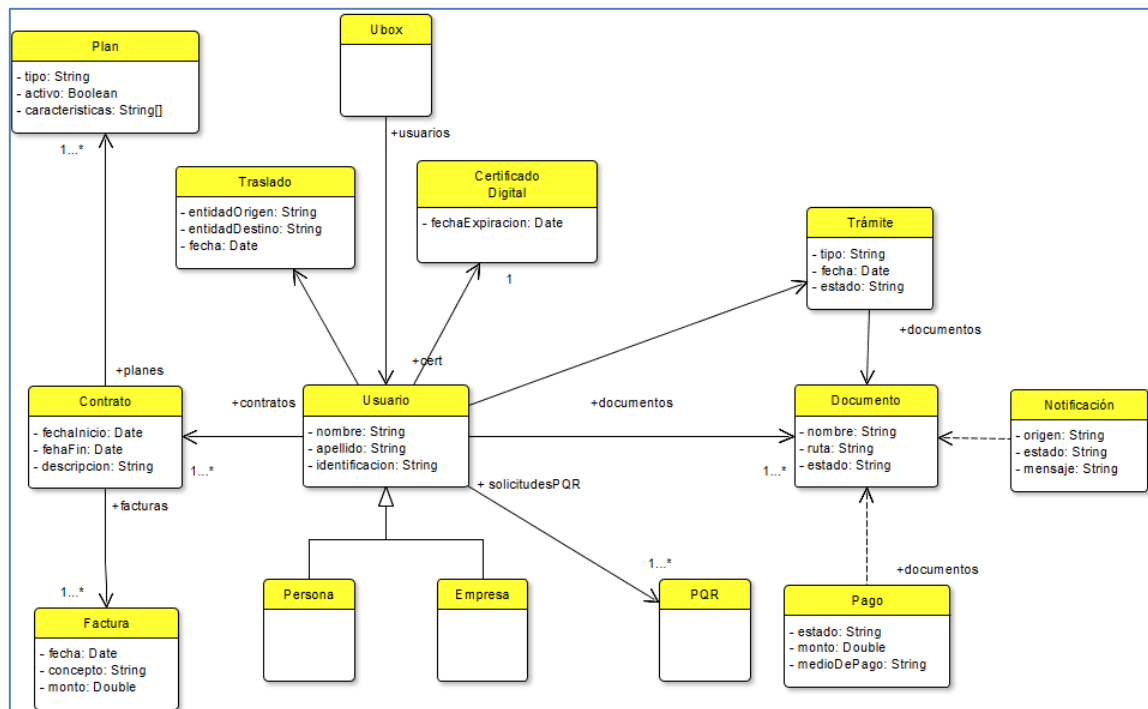 Plan
- tipo: String
- activo: Boolean
- caracteristicas: String[]
1...*
Ubox
+usuarios
Traslado
- entidadOrigen: String
- entidadDestino: String
- fecha: Date
Certificado
Digital
- fechaExpiracion: Date
1
Trámite
- tipo: String
- fecha: Date
- estado: String
+documentos
+planes
+cert
Contrato
- fechaInicio: Date
- fehaFin: Date
- descripcion: String
+contratos
1...*
Usuario
- nombre: String
- apellido: String
- identificacion: String
+documentos
1...*
Documento
- nombre: String
- ruta: String
- estado: String
Notificación
- origen: String
- estado: String
- mensaje: String
+facturas
1...*
+ solicitudesPQR
1...*
+documentos
Factura
- fecha: Date
- concepto: String
- monto: Double
Persona
Empresa
PQR
Pago
- estado: String
- monto: Double
- medioDePago: String